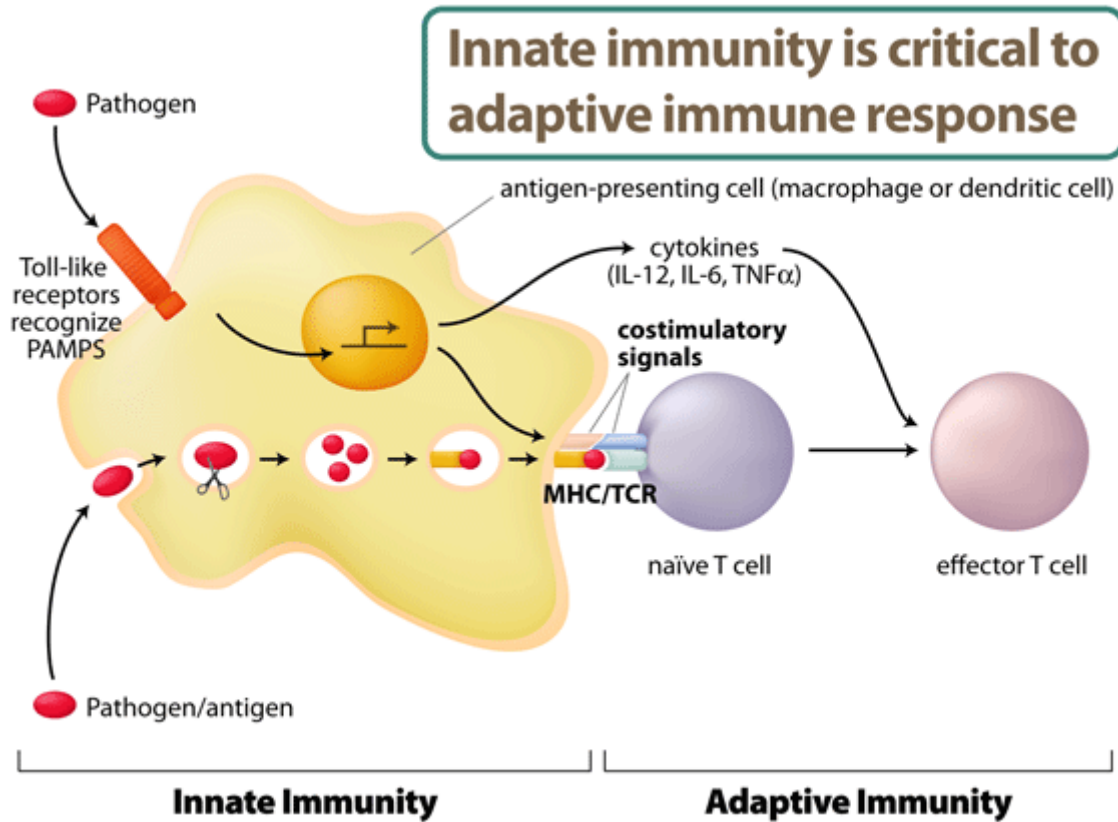 Innate immunity is critical to
adaptive immune response
Pathogen
antigen-presenting cell (macrophage or dendritic cell)
Toll-like
receptors
recognize
PAMPS
cytokines
(IL-12, IL-6, TNFα)
costimulatory
signals
MHC/TCR
naïve T cell
effector T cell
Pathogen/antigen
Innate Immunity
Adaptive Immunity